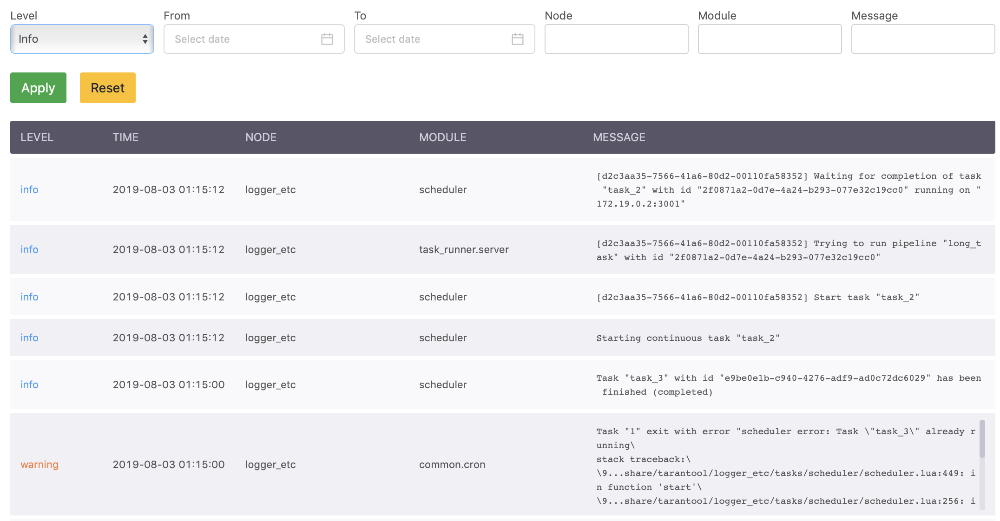 Level From To Node Module Message
Info Select date Select date
Apply Reset
LEVEL TIME NODE MODULE MESSAGE
info 2019-08-03 01:15:12 logger_etc scheduler
[d2c3aa35-7566-41a6-80d2-00110fa58352] Waiting for completion of task
"task_2" with id "2f0871a2-0d7e-4a24-b293-077e32c19cc0" running on "
172.19.0.2:3001"
info 2019-08-03 01:15:12 logger_etc task_runner.server
[d2c3aa35-7566-41a6-80d2-00110fa58352] Trying to run pipeline "long_t
ask" with id "2f0871a2-0d7e-4a24-b293-077e32c19cc0"
info 2019-08-03 01:15:12 logger_etc scheduler [d2c3aa35-7566-41a6-80d2-00110fa58352] Start task "task_2"
info 2019-08-03 01:15:12 logger_etc scheduler Starting continuous task "task_2"
info 2019-08-03 01:15:00 logger_etc scheduler
Task "task_3" with id "e9be0e1b-c940-4276-adf9-ad0c72dc6029" has been
finished (completed)
warning 2019-08-03 01:15:00 logger_etc common.cron
Task "1" exit with error "scheduler error: Task \"task_3\" already r
unning\
stack traceback:\
\9...share/tarantool/logger_etc/tasks/scheduler/scheduler.lua:449: i
n function 'start'\
\9...share/tarantool/logger_etc/tasks/scheduler/scheduler.lua:256: i